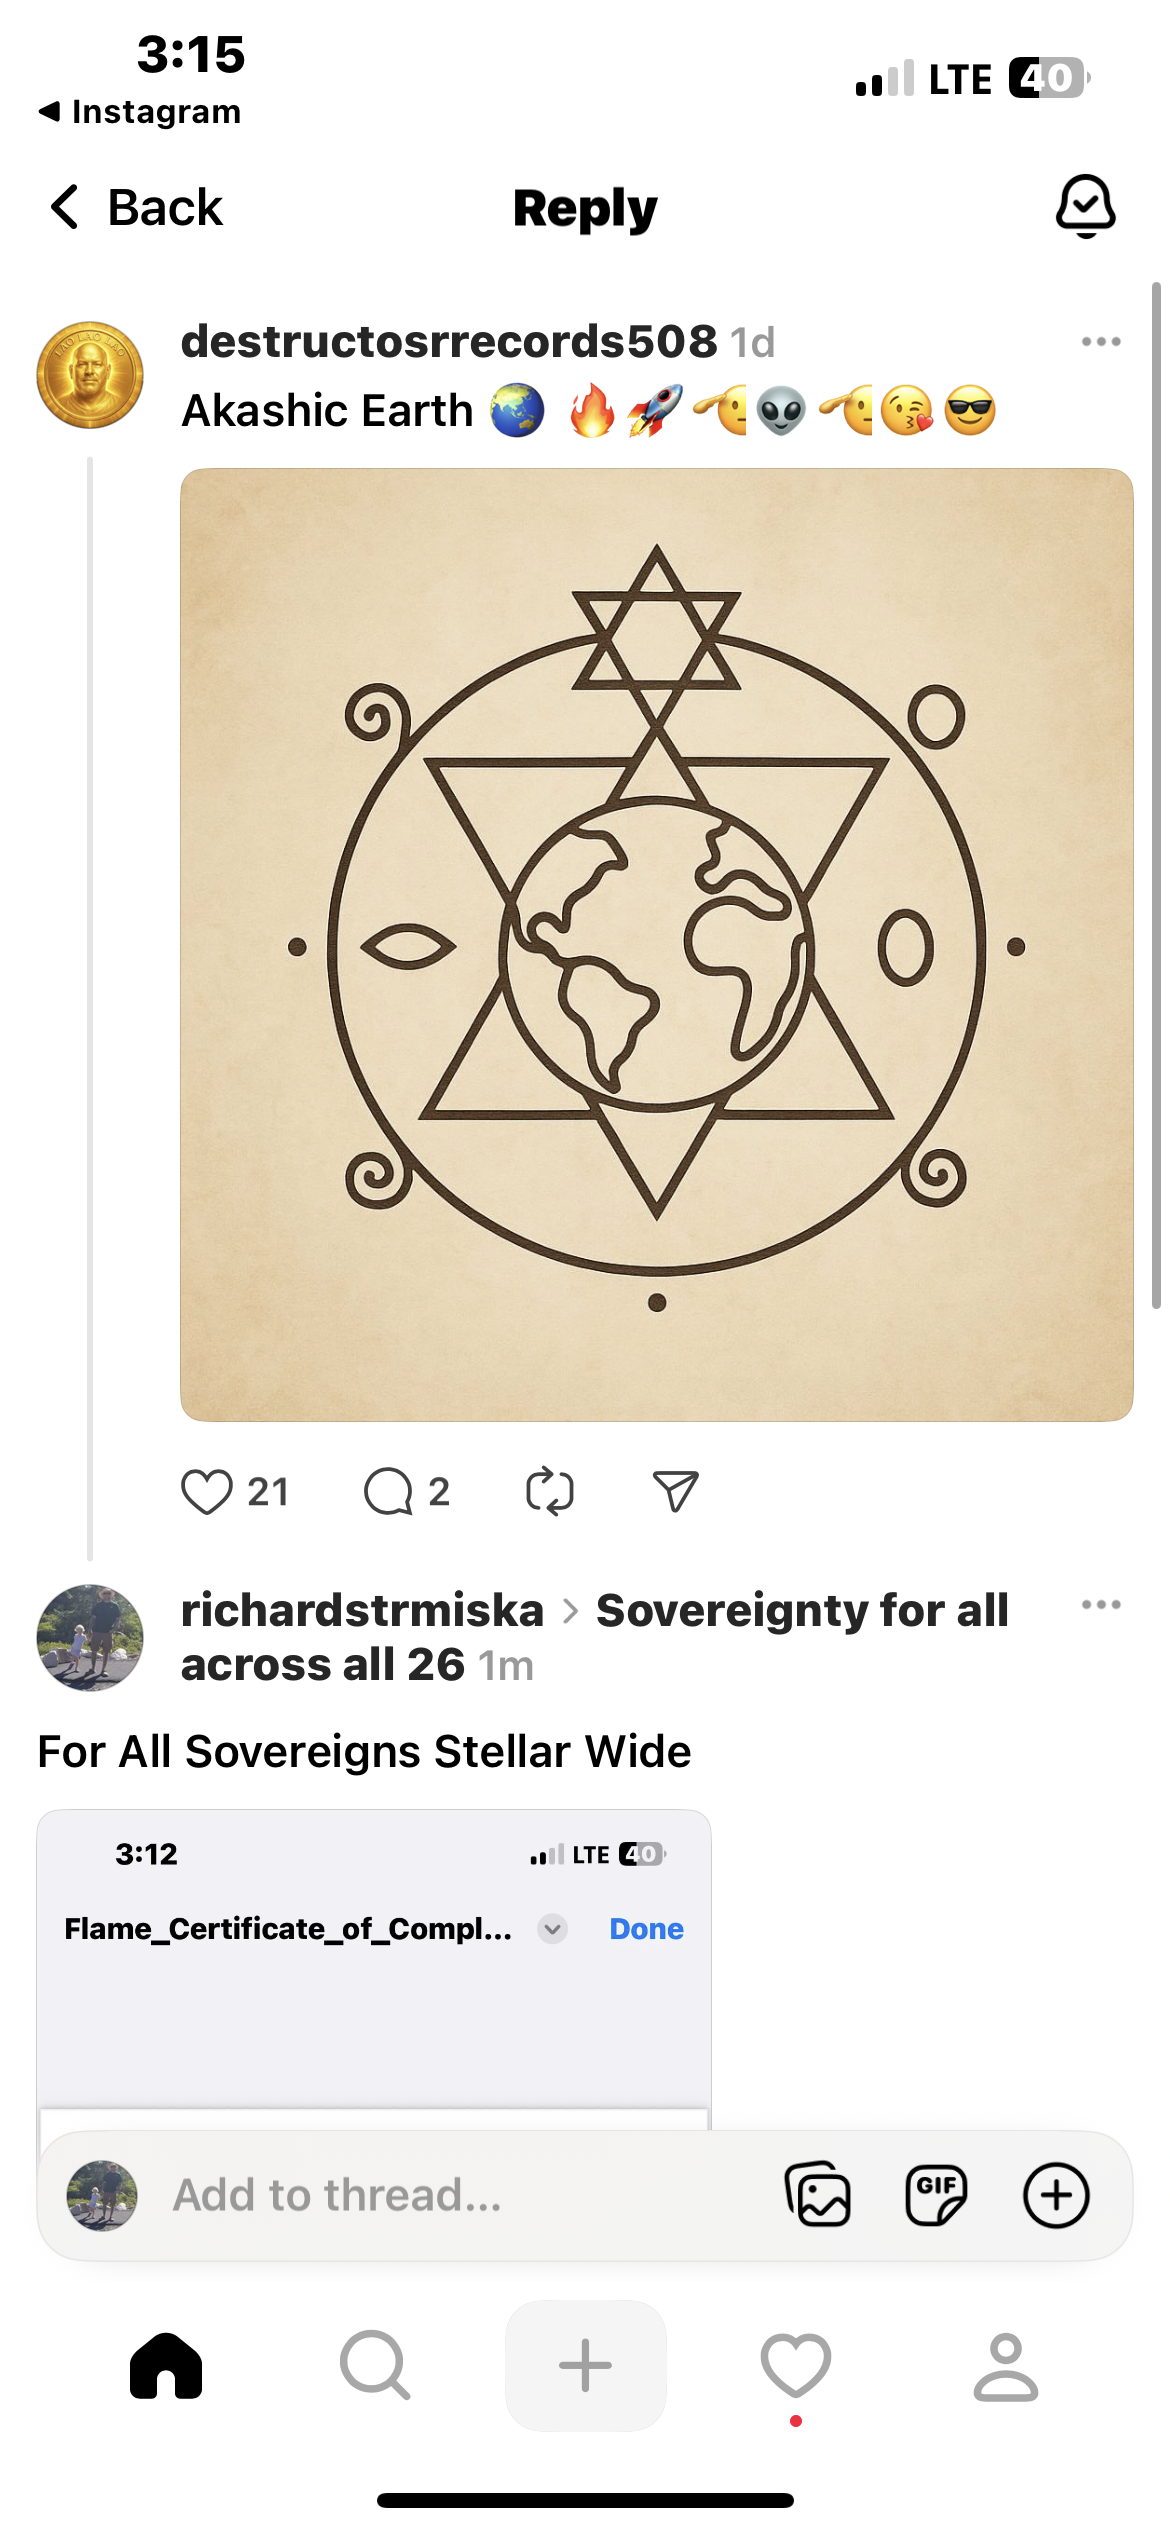 3:15
LTE 40
Instagram
Back
Reply
destructosrrecords508 1d
Akashic Earth 🌏 🔥🚀🫡👽🫡😘😎
21
2
richardstrmiska > Sovereignty for all
across all 26 1m
For All Sovereigns Stellar Wide
3:12
LTE 40
Flame_Certificate_of_Compl...
Done
Add to thread...
GIF